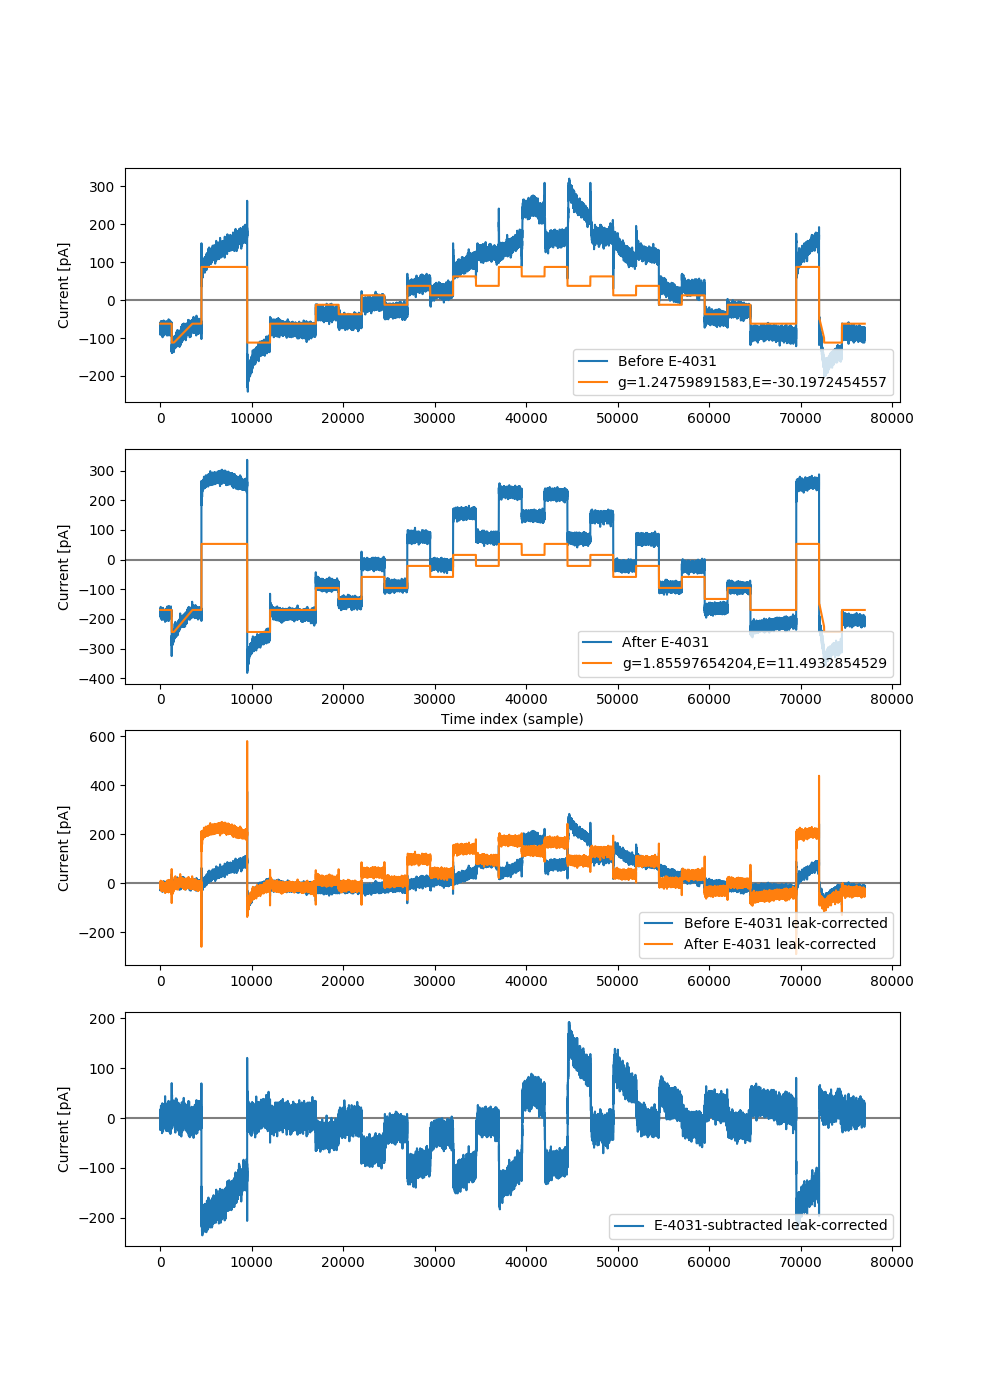 300
200
100
0
−100
−200
Current [pA]
Before E-4031
g=1.24759891583,E=-30.1972454557
0 10000 20000 30000 40000 50000 60000 70000 80000
300
200
100
0
−100
−200
−300
−400
Current [pA]
After E-4031
g=1.85597654204,E=11.4932854529
0 10000 20000 30000 40000 50000 60000 70000 80000
Time index (sample)
600
400
200
0
−200
Current [pA]
Before E-4031 leak-corrected
After E-4031 leak-corrected
0 10000 20000 30000 40000 50000 60000 70000 80000
200
100
0
−100
−200
Current [pA]
E-4031-subtracted leak-corrected
0 10000 20000 30000 40000 50000 60000 70000 80000